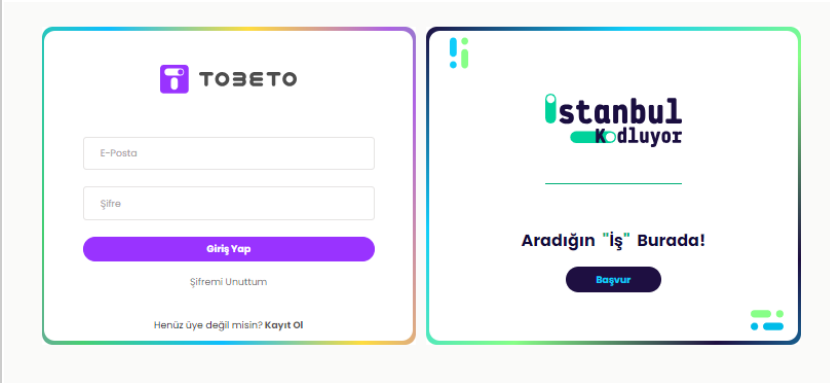 TOBETO
E-Posta
Şifre
Giriş Yap
Şifremi Unuttum
Henüz üye değil misin? Kayıt Ol
istanbul
Kodluyor
Aradığın "İş" Burada!
Başvur